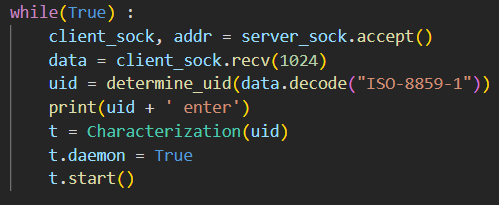 while(True) :
    client_sock, addr = server_sock.accept()
    data = client_sock.recv(1024)
    uid = determine_uid(data.decode("ISO-8859-1"))
    print(uid + ' enter')
    t = Characterization(uid)
    t.daemon = True
    t.start()